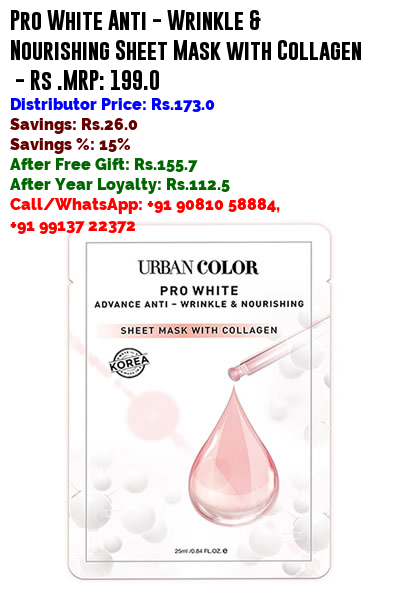 Pro White Anti - Wrinkle &
Nourishing Sheet Mask with Collagen
- Rs .MRP: 199.0
Distributor Price: Rs.173.0
Savings: Rs.26.0
Savings %: 15%
After Free Gift: Rs.155.7
After Year Loyalty: Rs.112.5
Call/WhatsApp: +91 90810 58884,
+91 99137 22372
URBAN COLOR
PRO WHITE
ADVANCE ANTI - WRINKLE & NOURISHING
SHEET MASK WITH COLLAGEN
MADE IN
KOREA
25ml /0.84 FL.OZ. e